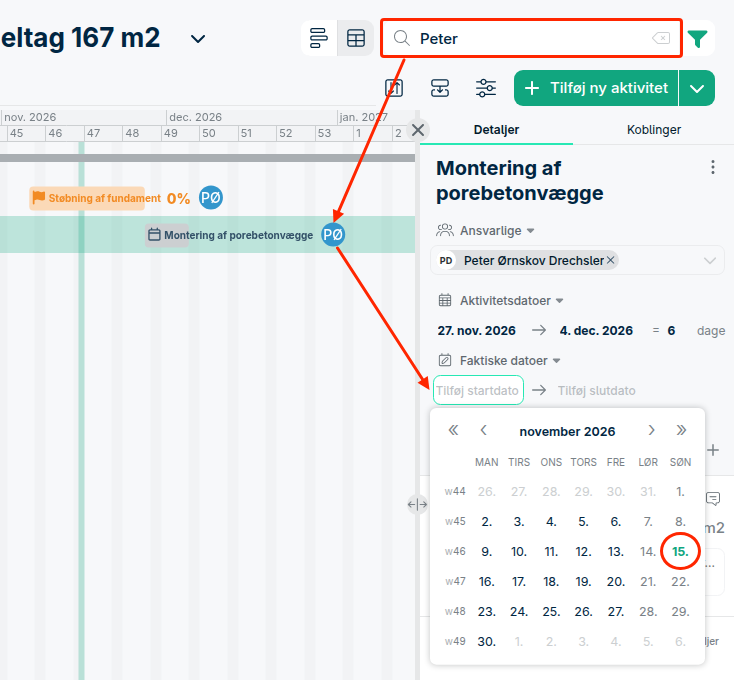 eltag 167 m2
Peter
Tilføj ny aktivitet
nov. 2026 dec. 2026 jan. 2027
45 46 47 48 49 50 51 52 53 1 2
Detaljer Koblinger
Montering af
porebetonvægge
Støbning af fundament 0% PØ
Montering af porebetonvægge PØ
Ansvarlige
PD Peter Ørnskov Drechsler
Aktivitetsdatoer
27. nov. 2026 → 4. dec. 2026 = 6 dage
Faktiske datoer
Tilføj startdato → Tilføj slutdato
november 2026
MAN TIRS ONS TORS FRE LØR SØN
w44 26. 27. 28. 29. 30. 31. 1.
w45 2. 3. 4. 5. 6. 7. 8.
m2
w46 9. 10. 11. 12. 13. 14. 15.
...
w47 16. 17. 18. 19. 20. 21. 22.
w48 23. 24. 25. 26. 27. 28. 29.
w49 30. 1. 2. 3. 4. 5. 6.
ljer